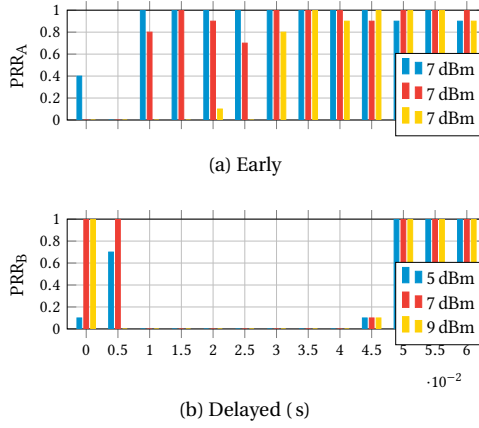 1
0.8
0.6
0.4
0.2
0
PRR_A
7 dBm
7 dBm
7 dBm
(a) Early
1
0.8
0.6
0.4
0.2
0
PRR_B
5 dBm
7 dBm
9 dBm
0 0.5 1 1.5 2 2.5 3 3.5 4 4.5 5 5.5 6
·10⁻²
(b) Delayed (s)